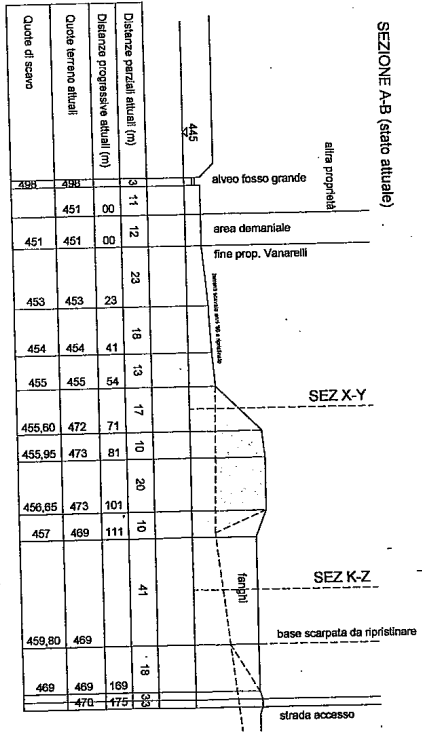 SEZIONE A-B (stato attuale)
altra proprietà
445
alveo fosso grande
area demaniale
fine prop. Vanarelli
SEZ X-Y
SEZ K-Z
fanghi
base scarpata da ripristinare
strada accesso
Distanze parziali attuali (m)
3 11 12 23 18 13 17 10 20 10 41 18 3 3
Distanze progressive attuali (m)
00 00 23 41 54 71 81 101 111 169 175
Quote terreno attuali
498 451 451 453 454 455 472 473 473 469 469 469 470
Quote di scavo
498 451 453 454 455 455,60 455,95 456,65 457 459,80 469